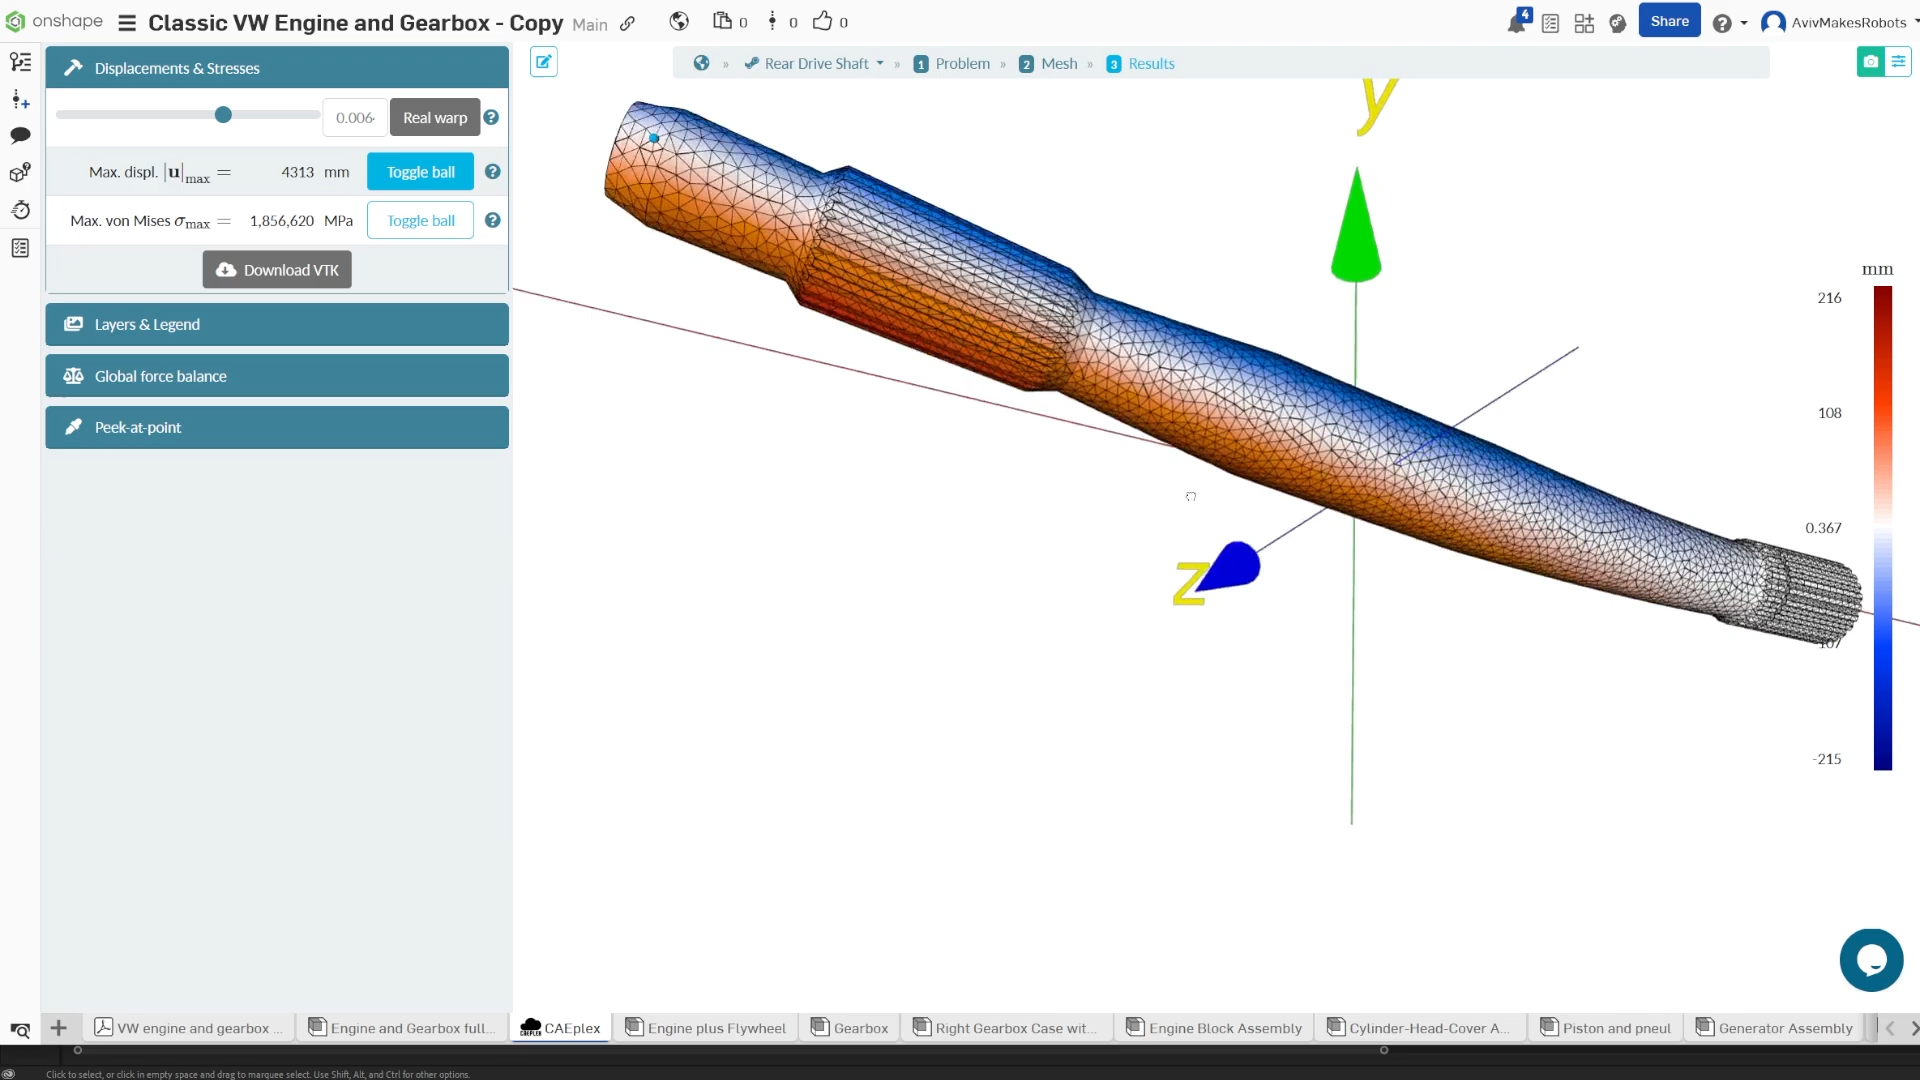 onshape
Classic VW Engine and Gearbox - Copy Main
0
0
0
4
Share
AvivMakesRobots
Displacements & Stresses
0.006
Real warp
Max. displ. |u|max = 4313 mm
Toggle ball
Max. von Mises σmax = 1,856,620 MPa
Toggle ball
Download VTK
Layers & Legend
Global force balance
Peek-at-point
» Rear Drive Shaft » 1 Problem » 2 Mesh » 3 Results
y
z
mm
216
108
0.367
-215
VW engine and gearbox ...
Engine and Gearbox full...
CAEplex
Engine plus Flywheel
Gearbox
Right Gearbox Case wit...
Engine Block Assembly
Cylinder-Head-Cover A...
Piston and pneul
Generator Assembly
Click to select, or click in empty space and drag to marquee select. Use Shift, Alt, and Ctrl for other options.